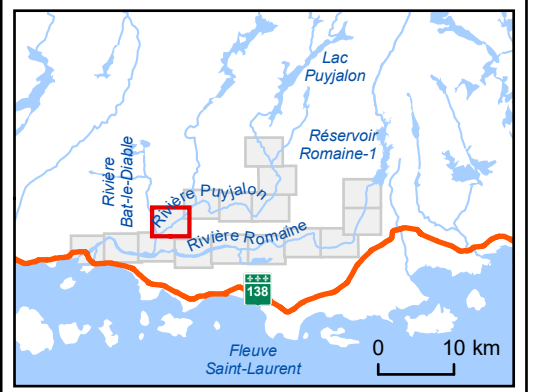 Lac
Puyjalon
Réservoir
Romaine-1
Rivière
Bat-le-Diable
Rivière Puyjalon
Rivière Romaine
138
0 10 km
Fleuve
Saint-Laurent